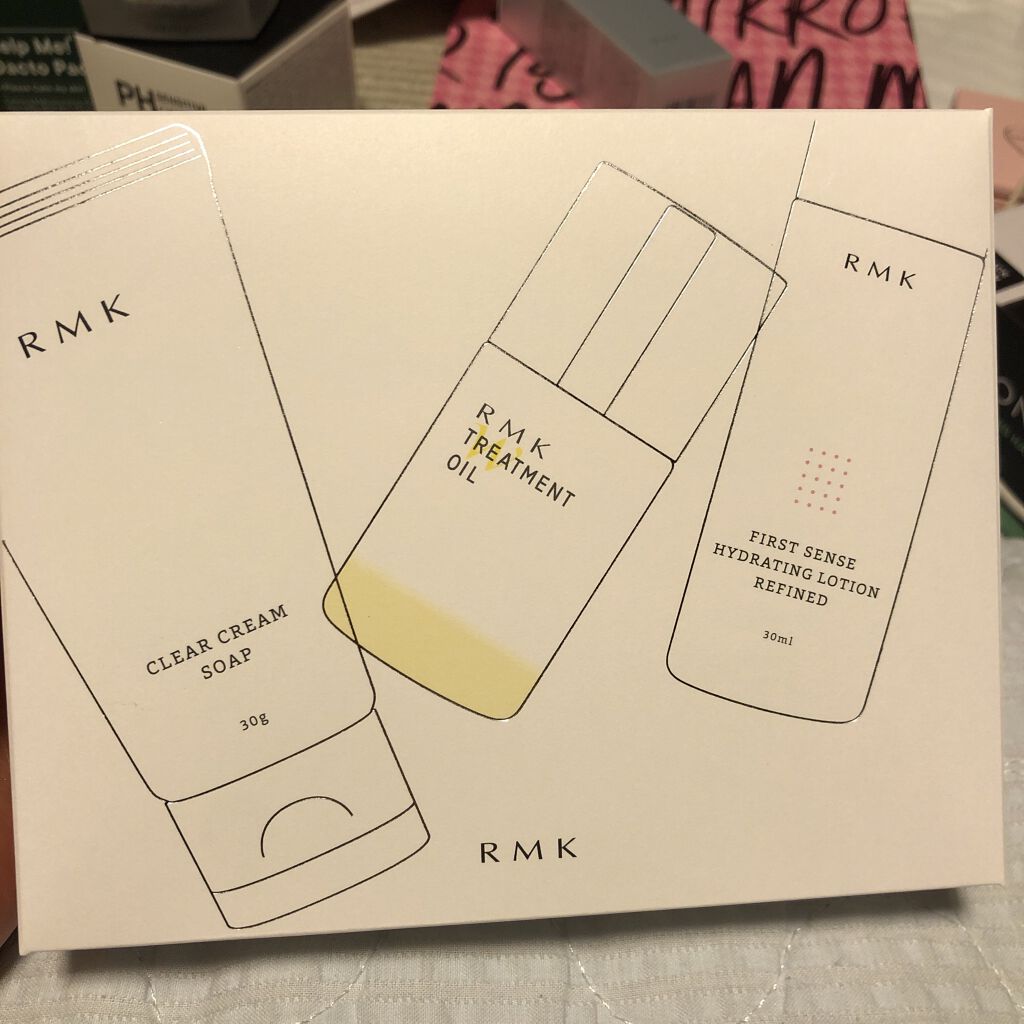 PH
RMK
RMK
TREATMENT
OIL
RMK
FIRST SENSE
HYDRATING LOTION
REFINED
30ml
CLEAR CREAM
SOAP
30g
RMK